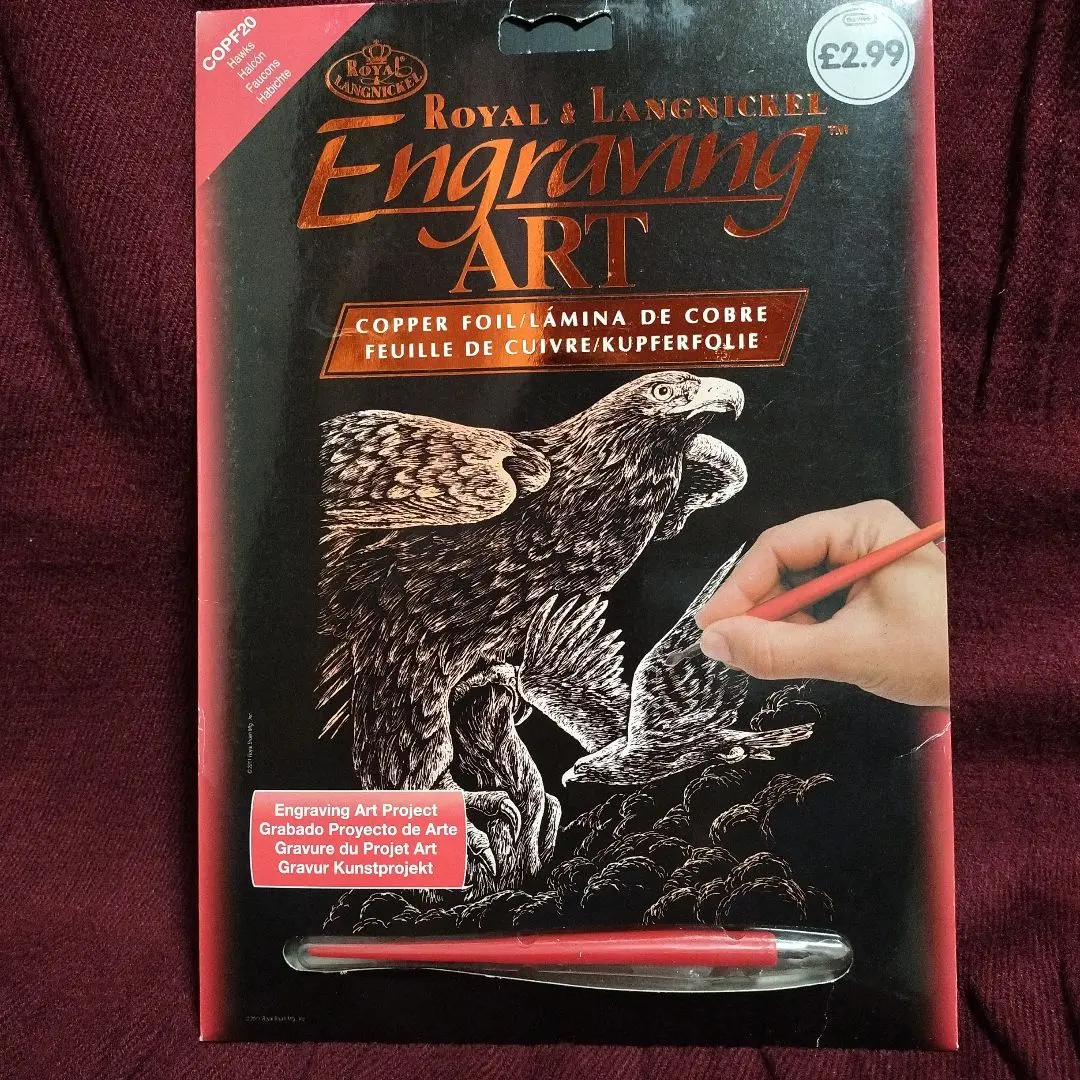 COPF20
Hawks
Halcón
Faucons
Habichte
ROYAL &
LANGNICKEL
£2.99
ROYAL & LANGNICKEL
Engraving™
ART
COPPER FOIL/LÁMINA DE COBRE
FEUILLE DE CUIVRE/KUPFERFOLIE
Engraving Art Project
Grabado Proyecto de Arte
Gravure du Projet Art
Gravur Kunstprojekt